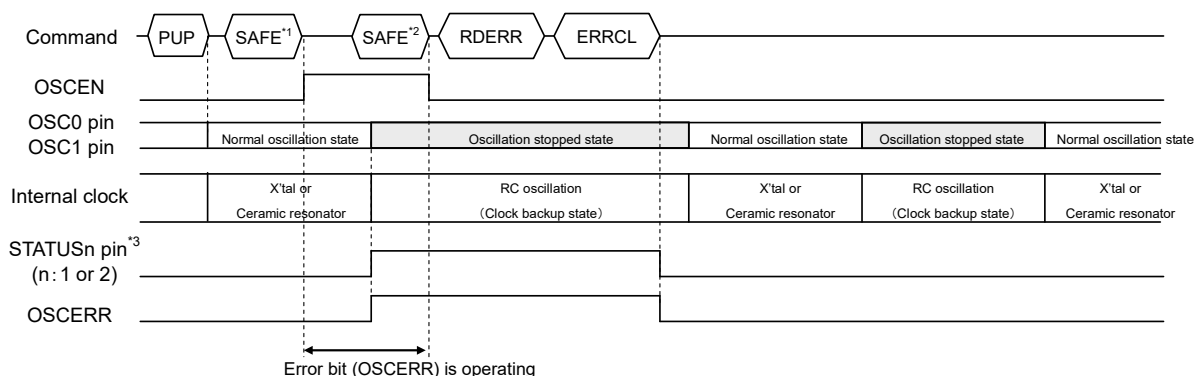 Command PUP SAFE*1 SAFE*2 RDERR ERRCL
OSCEN
OSC0 pin
OSC1 pin
Normal oscillation state Oscillation stopped state Normal oscillation state Oscillation stopped state Normal oscillation state
Internal clock
X'tal or RC oscillation X'tal or RC oscillation X'tal or
Ceramic resonator (Clock backup state) Ceramic resonator (Clock backup state) Ceramic resonator
STATUSn pin*3
(n:1 or 2)
OSCERR
Error bit (OSCERR) is operating